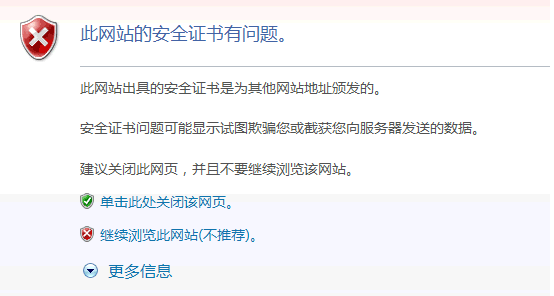 此网站的安全证书有问题。
此网站出具的安全证书是为其他网站地址颁发的。
安全证书问题可能显示试图欺骗您或截获您向服务器发送的数据。
建议关闭此网页，并且不要继续浏览该网站。
单击此处关闭该网页。
继续浏览此网站(不推荐)。
更多信息